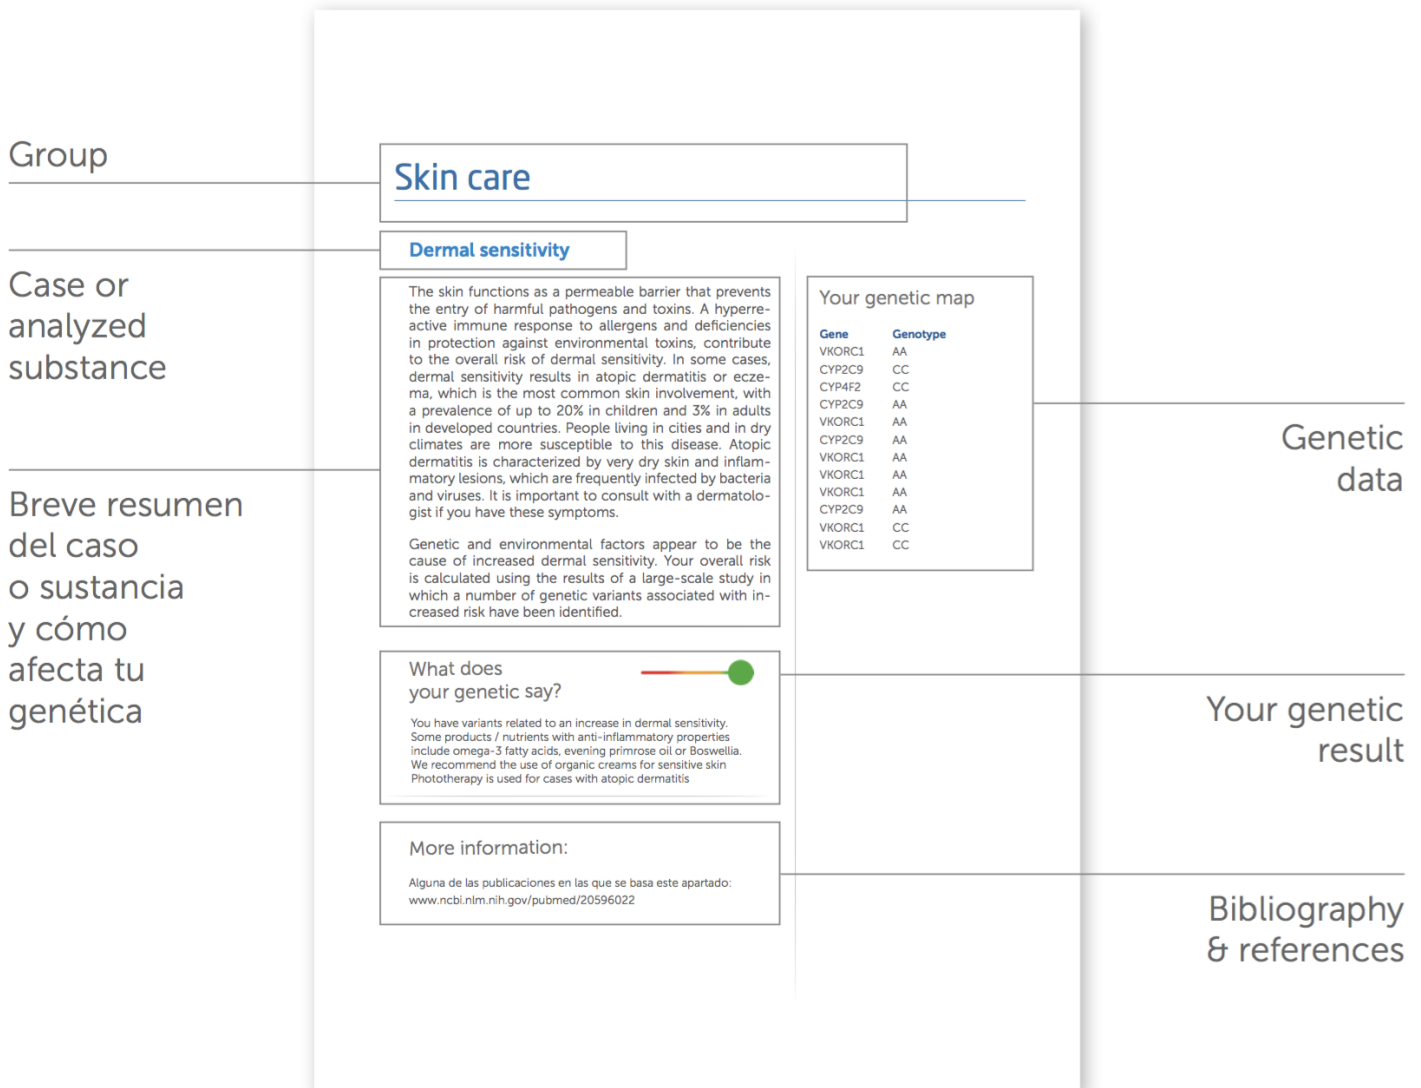 Group
Skin care
Dermal sensitivity
Case or
analyzed
substance
The skin functions as a permeable barrier that prevents
the entry of harmful pathogens and toxins. A hyperre-
active immune response to allergens and deficiencies
in protection against environmental toxins, contribute
to the overall risk of dermal sensitivity. In some cases,
dermal sensitivity results in atopic dermatitis or ecze-
ma, which is the most common skin involvement, with
a prevalence of up to 20% in children and 3% in adults
in developed countries. People living in cities and in dry
climates are more susceptible to this disease. Atopic
dermatitis is characterized by very dry skin and inflam-
matory lesions, which are frequently infected by bacteria
and viruses. It is important to consult with a dermatolo-
gist if you have these symptoms.
Genetic and environmental factors appear to be the
cause of increased dermal sensitivity. Your overall risk
is calculated using the results of a large-scale study in
which a number of genetic variants associated with in-
creased risk have been identified.
Breve resumen
del caso
o sustancia
y cómo
afecta tu
genética
Your genetic map
Gene Genotype
VKORC1 AA
CYP2C9 CC
CYP4F2 CC
CYP2C9 AA
VKORC1 AA
CYP2C9 AA
VKORC1 AA
VKORC1 AA
VKORC1 AA
CYP2C9 AA
VKORC1 CC
VKORC1 CC
Genetic
data
What does
your genetic say?
You have variants related to an increase in dermal sensitivity.
Some products / nutrients with anti-inflammatory properties
include omega-3 fatty acids, evening primrose oil or Boswellia.
We recommend the use of organic creams for sensitive skin
Phototherapy is used for cases with atopic dermatitis
Your genetic
result
More information:
Alguna de las publicaciones en las que se basa este apartado:
www.ncbi.nlm.nih.gov/pubmed/20596022
Bibliography
& references